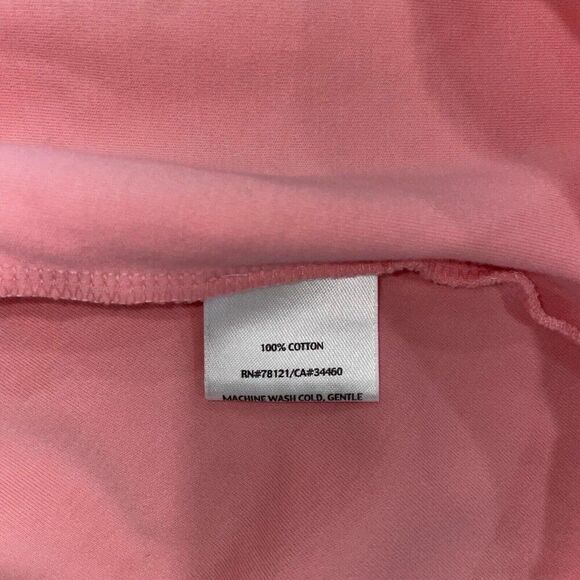 100% COTTON
RN#78121/CA#34460
MACHINE WASH COLD, GENTLE